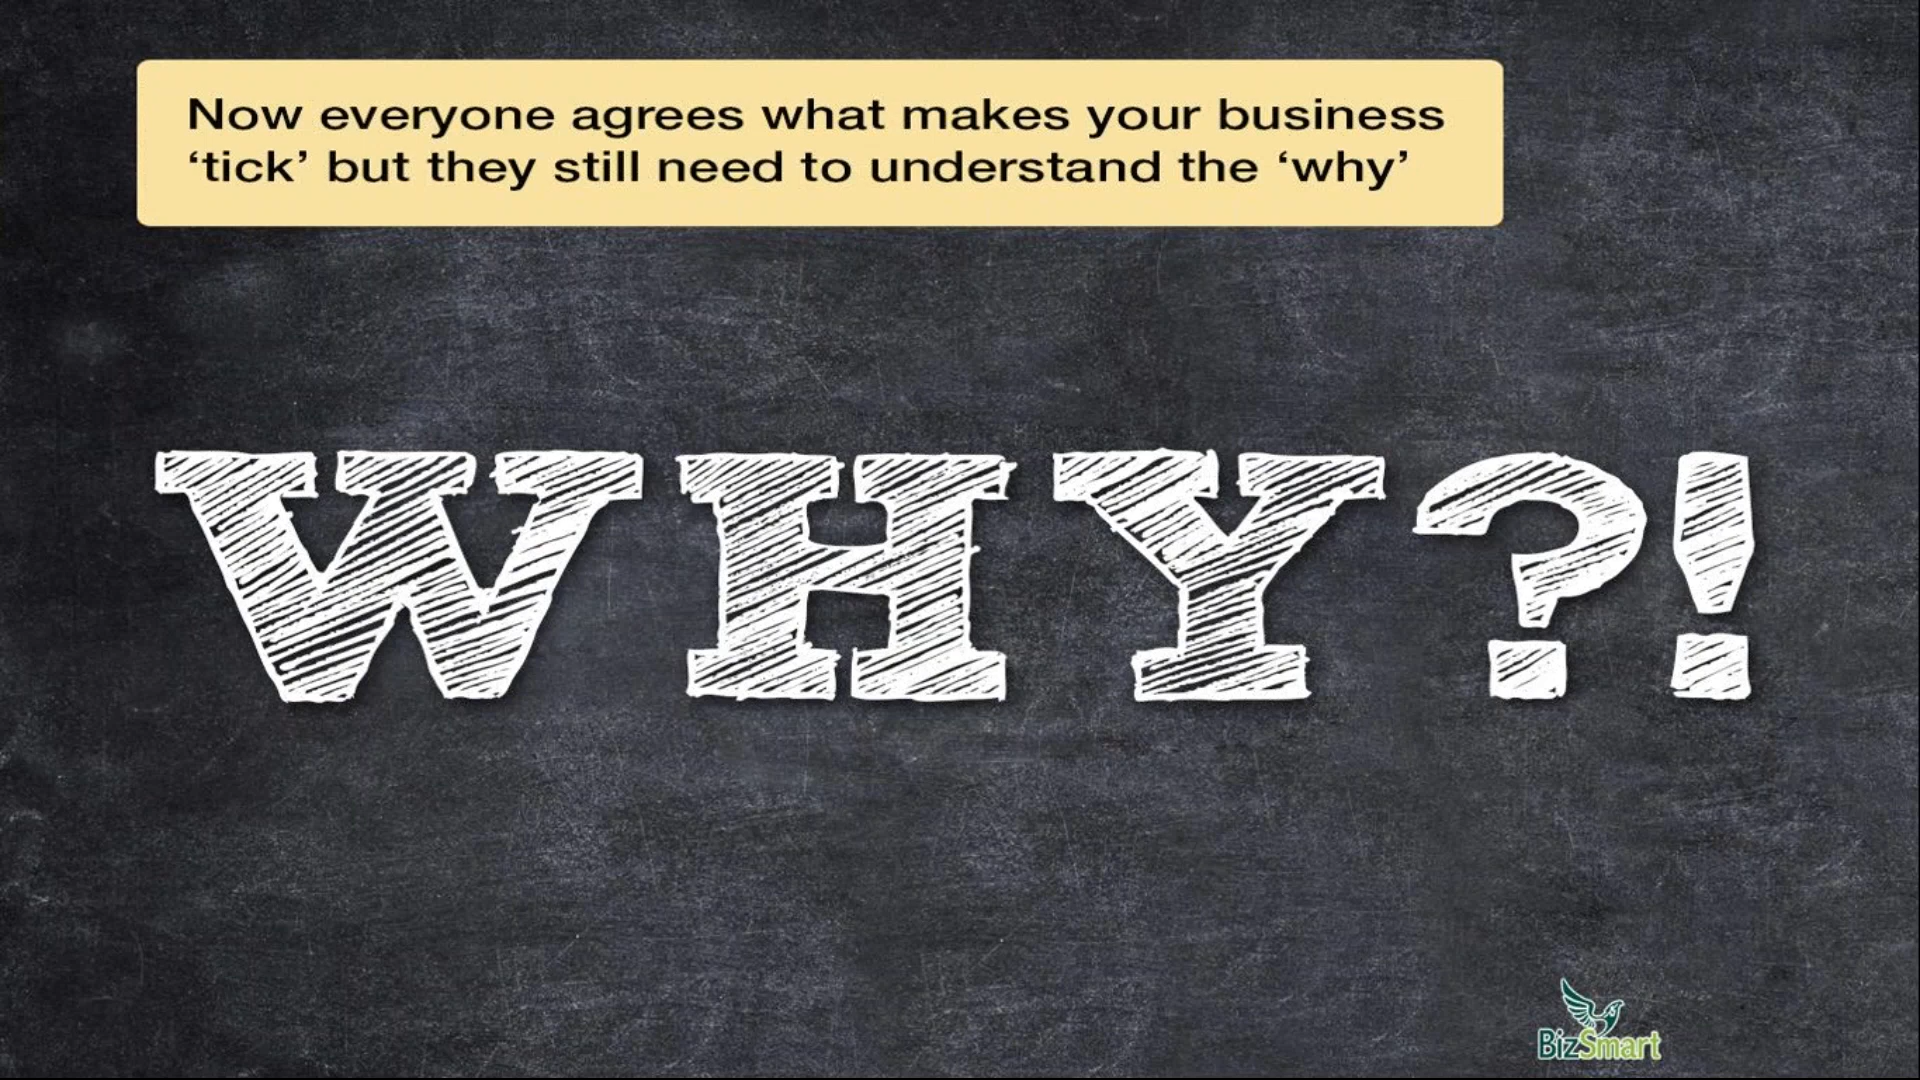 Now everyone agrees what makes your business
‘tick’ but they still need to understand the ‘why’
WHY?!
BizSmart